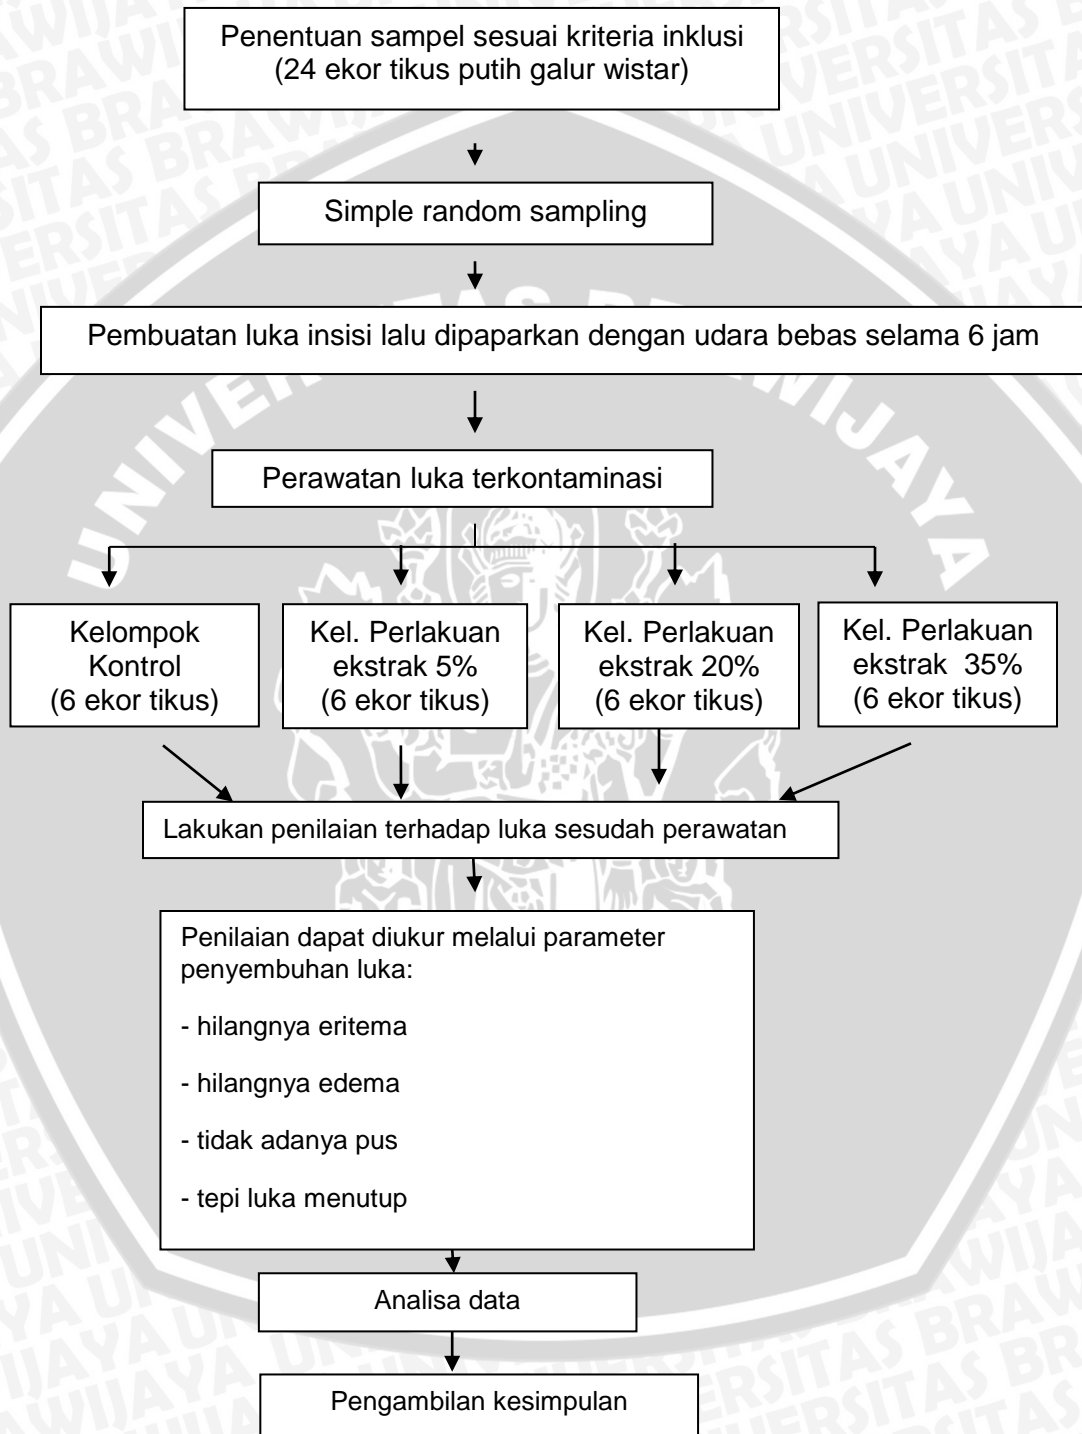 Penentuan sampel sesuai kriteria inklusi
(24 ekor tikus putih galur wistar)
Simple random sampling
Pembuatan luka insisi lalu dipaparkan dengan udara bebas selama 6 jam
Perawatan luka terkontaminasi
Kelompok
Kontrol
(6 ekor tikus)
Kel. Perlakuan
ekstrak 5%
(6 ekor tikus)
Kel. Perlakuan
ekstrak 20%
(6 ekor tikus)
Kel. Perlakuan
ekstrak  35%
(6 ekor tikus)
Lakukan penilaian terhadap luka sesudah perawatan
Penilaian dapat diukur melalui parameter
penyembuhan luka:
- hilangnya eritema
- hilangnya edema
- tidak adanya pus
- tepi luka menutup
Analisa data
Pengambilan kesimpulan